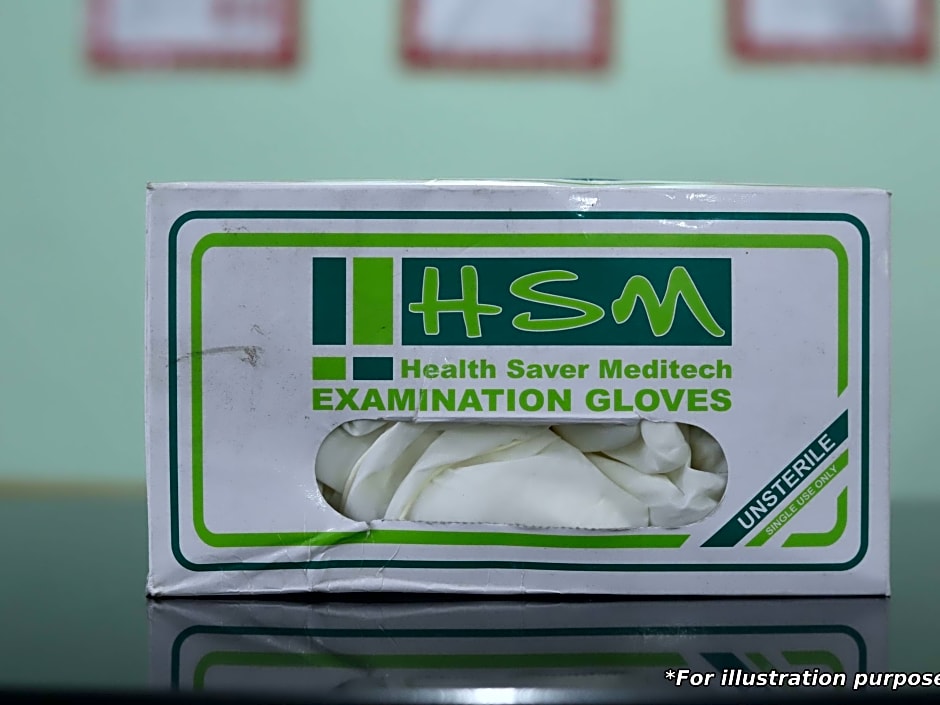 HSM
Health Saver Meditech
EXAMINATION GLOVES
UNSTERILE
SINGLE USE ONLY
*For illustration purpose